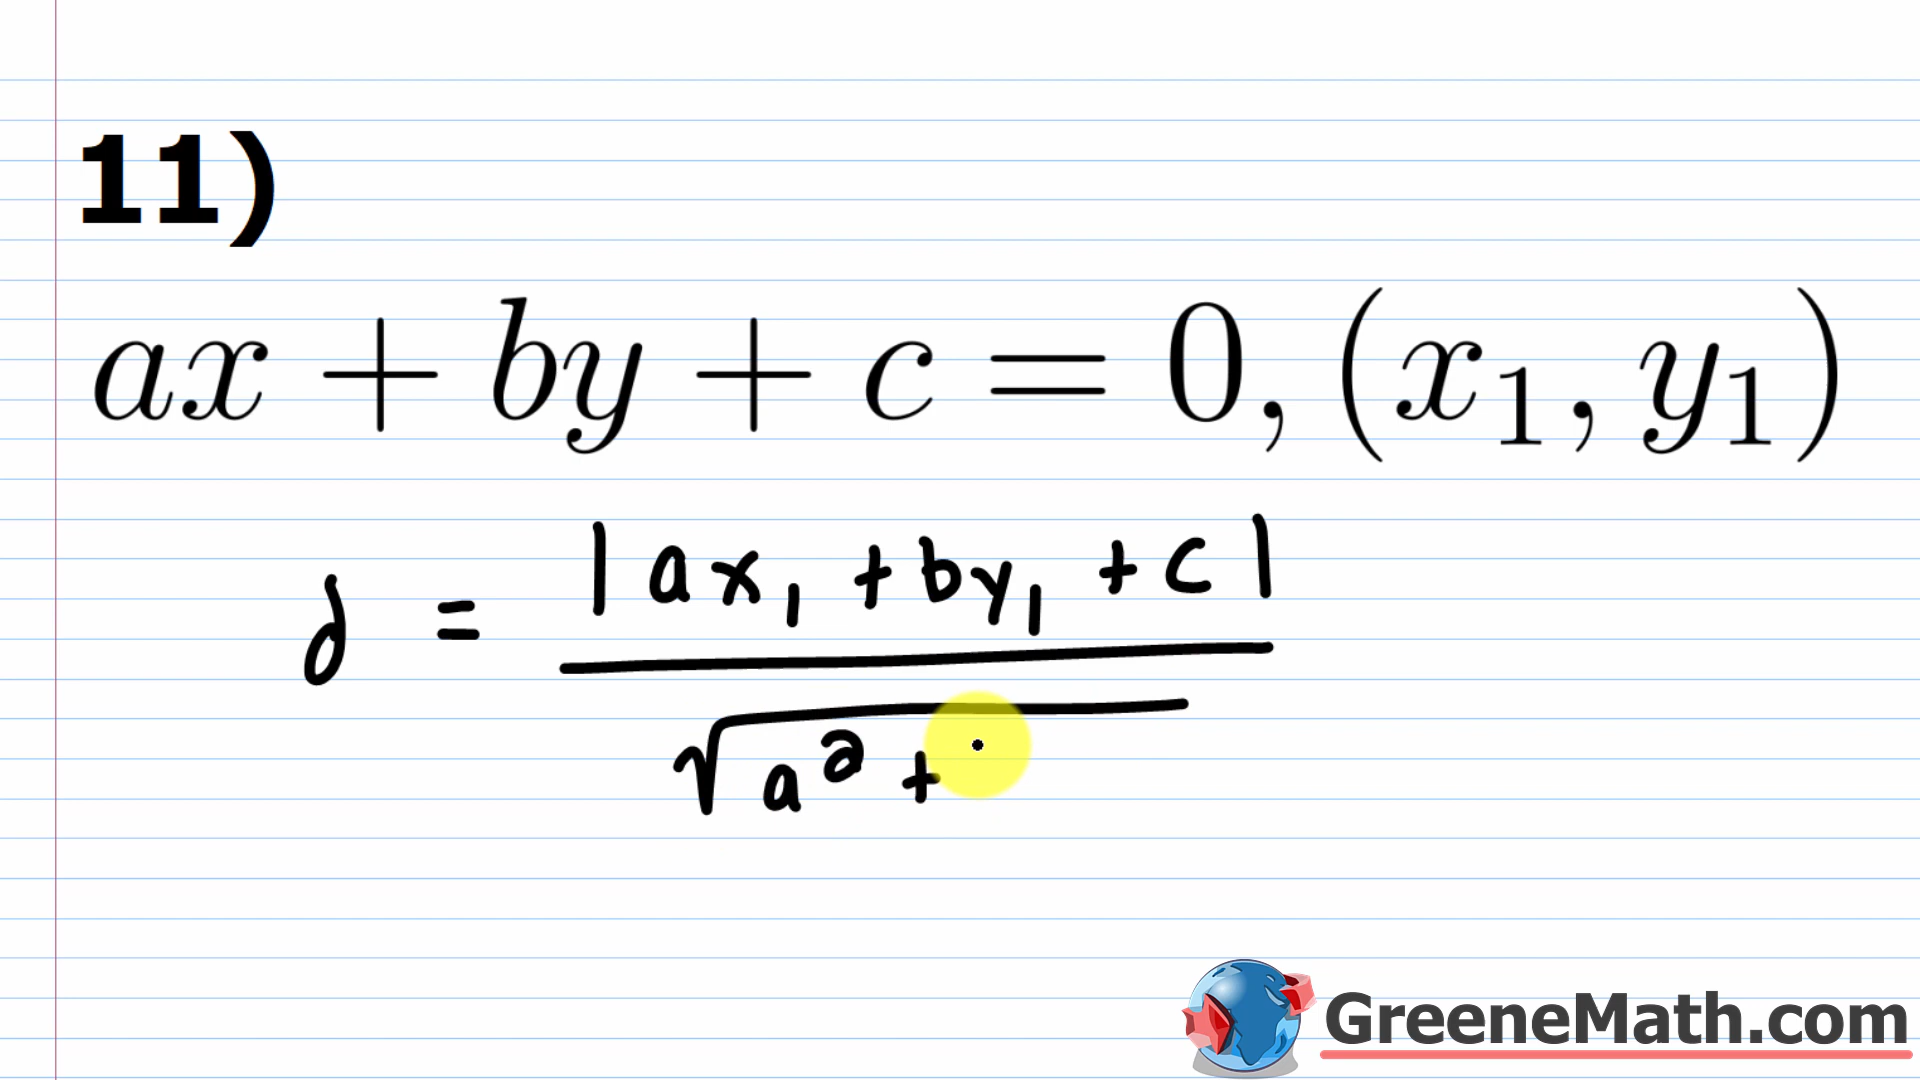 11)
ax + by + c = 0, (x₁, y₁)
d = |ax₁ + by₁ + c|
√a² +
GreeneMath.com